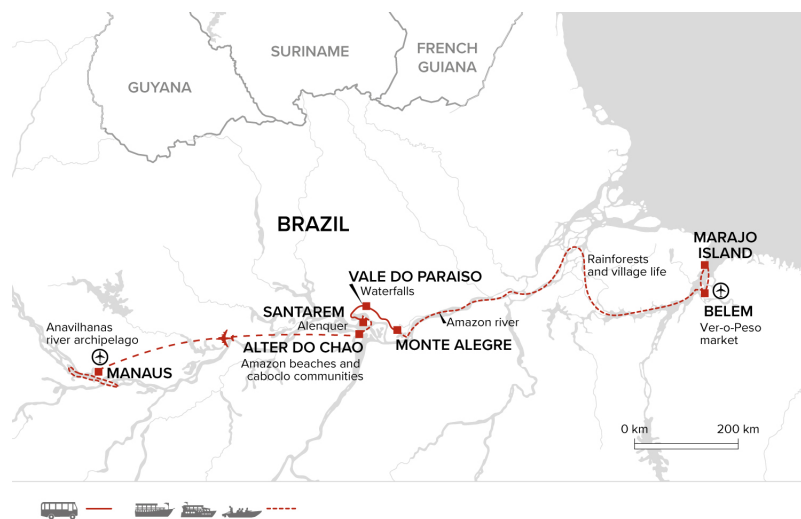 GUYANA
SURINAME
FRENCH
GUIANA
BRAZIL
MARAJO
ISLAND
Rainforests
and village life
VALE DO PARAISO
Waterfalls
SANTAREM
Alenquer
BELEM
Ver-o-Peso
market
Amazon river
Anavilhanas
river archipelago
ALTER DO CHAO
Amazon beaches and
caboclo communities
MONTE ALEGRE
MANAUS
0 km
200 km